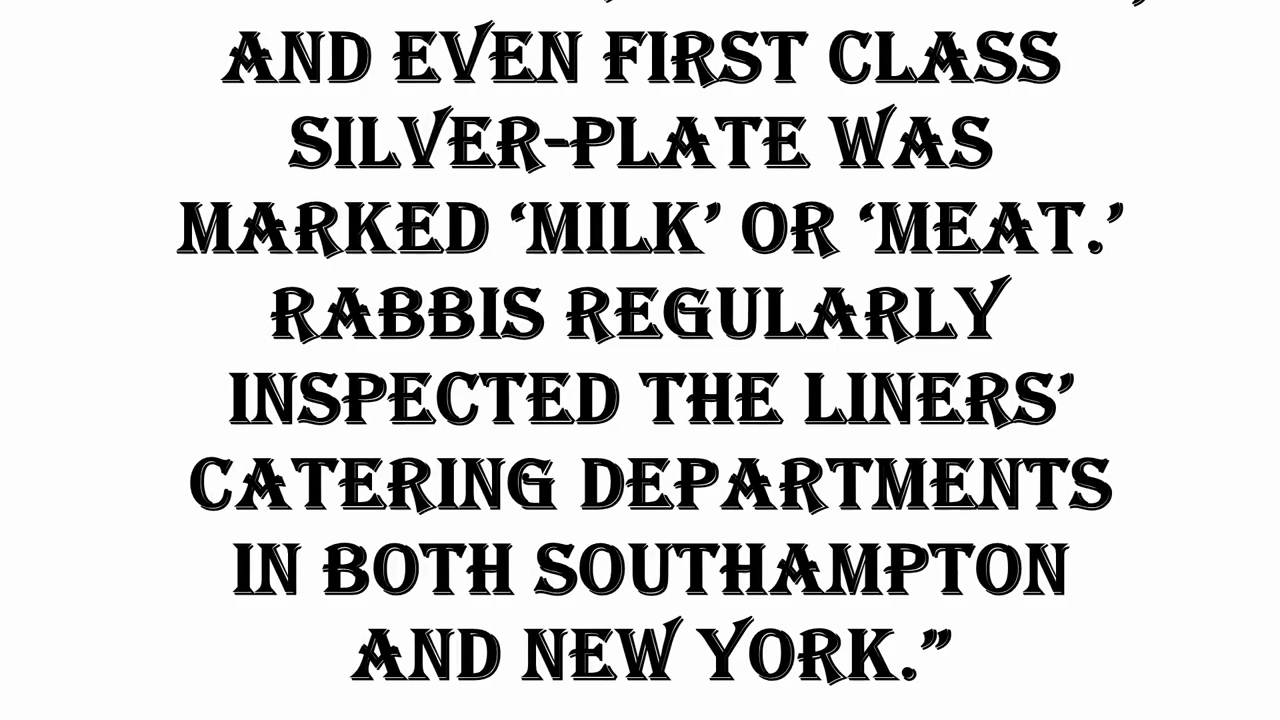 AND EVEN FIRST CLASS
SILVER-PLATE WAS
MARKED ‘MILK’ OR ‘MEAT.’
RABBIS REGULARLY
INSPECTED THE LINERS’
CATERING DEPARTMENTS
IN BOTH SOUTHAMPTON
AND NEW YORK.”